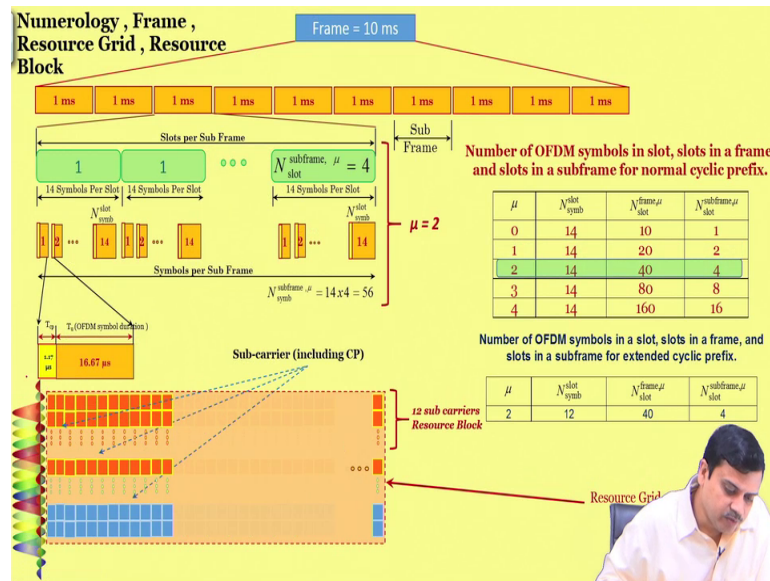 Numerology , Frame ,
Resource Grid , Resource
Block
Frame = 10 ms
1 ms 1 ms 1 ms 1 ms 1 ms 1 ms 1 ms 1 ms 1 ms 1 ms
Slots per Sub Frame
Sub
Frame
1 1 ooo N subframe, μ slot = 4
14 Symbols Per Slot 14 Symbols Per Slot 14 Symbols Per Slot
N slot symb N slot symb
1 2 ••• 14 1 2 ••• 14 1 2 ••• 14
μ = 2
Symbols per Sub Frame
N subframe , μ symb = 14 x 4 = 56
(OFDM symbol duration )
16.67 μs
Sub-carrier (including CP)
12 sub carriers
Resource Block
ooo
Resource Grid
Number of OFDM symbols in slot, slots in a frame
and slots in a subframe for normal cyclic prefix.
μ N slot symb N frame,μ slot N subframe,μ slot
0 14 10 1
1 14 20 2
2 14 40 4
3 14 80 8
4 14 160 16
Number of OFDM symbols in a slot, slots in a frame, and
slots in a subframe for extended cyclic prefix.
μ N slot symb N frame,μ slot N subframe,μ slot
2 12 40 4